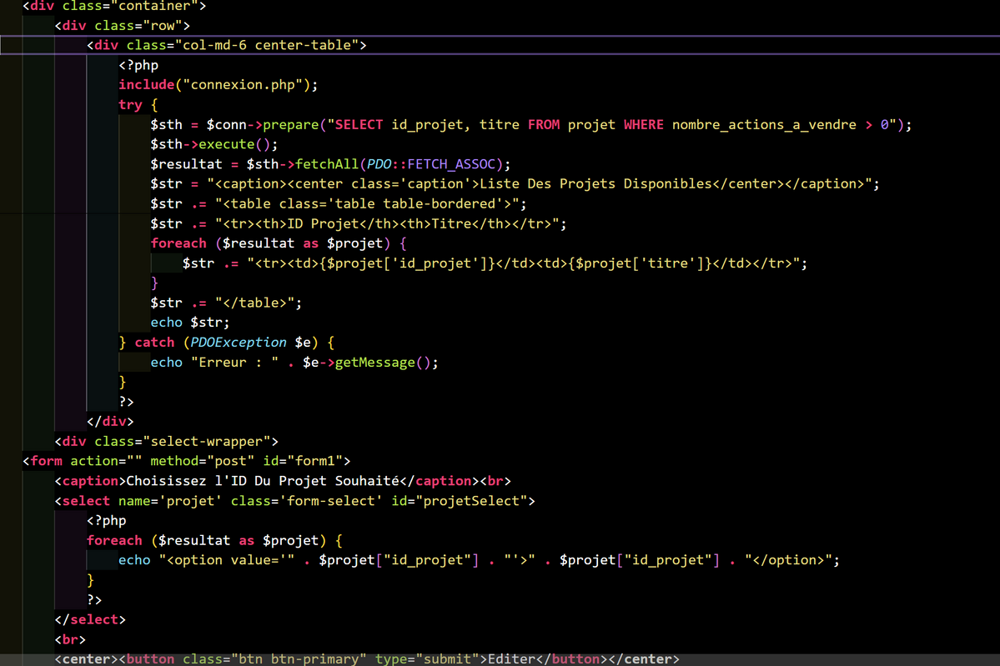 <div class="container">
<div class="row">
<div class="col-md-6 center-table">
<?php
include("connexion.php");
try {
$sth = $conn->prepare("SELECT id_projet, titre FROM projet WHERE nombre_actions_a_vendre > 0");
$sth->execute();
$resultat = $sth->fetchAll(PDO::FETCH_ASSOC);
$str = "<caption><center class='caption'>Liste Des Projets Disponibles</center></caption>";
$str .= "<table class='table table-bordered'>";
$str .= "<tr><th>ID Projet</th><th>Titre</th></tr>";
foreach ($resultat as $projet) {
$str .= "<tr><td>{$projet['id_projet']}</td><td>{$projet['titre']}</td></tr>";
}
$str .= "</table>";
echo $str;
} catch (PDOException $e) {
echo "Erreur : " . $e->getMessage();
}
?>
</div>
<div class="select-wrapper">
<form action="" method="post" id="form1">
<caption>Choisissez l'ID Du Projet Souhaité</caption><br>
<select name='projet' class='form-select' id="projetSelect">
<?php
foreach ($resultat as $projet) {
echo "<option value='" . $projet["id_projet"] . "'>" . $projet["id_projet"] . "</option>";
}
?>
</select>
<br>
<center><button class="btn btn-primary" type="submit">Editer</button></center>